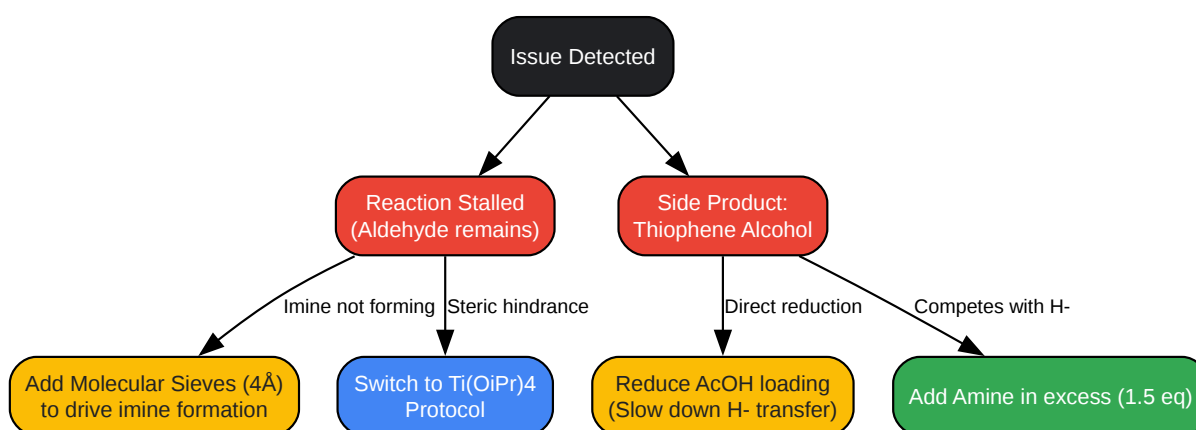 Issue Detected
Reaction Stalled
(Aldehyde remains)
Side Product:
Thiophene Alcohol
Imine not forming
Steric hindrance
Direct reduction
Competes with H-
Add Molecular Sieves (4Å)
to drive imine formation
Switch to Ti(OiPr)4
Protocol
Reduce AcOH loading
(Slow down H- transfer)
Add Amine in excess (1.5 eq)